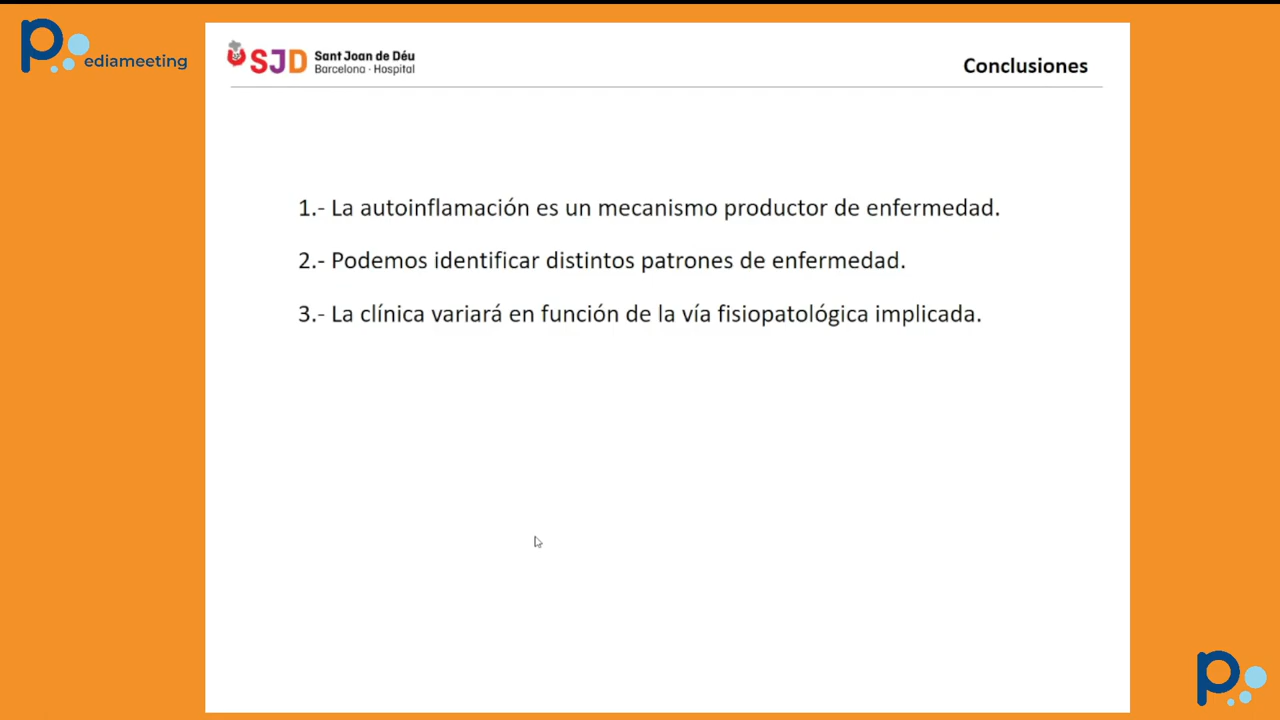 Pediameeting
SJD Sant Joan de Déu
Barcelona · Hospital
Conclusiones
1.- La autoinflamación es un mecanismo productor de enfermedad.
2.- Podemos identificar distintos patrones de enfermedad.
3.- La clínica variará en función de la vía fisiopatológica implicada.
P